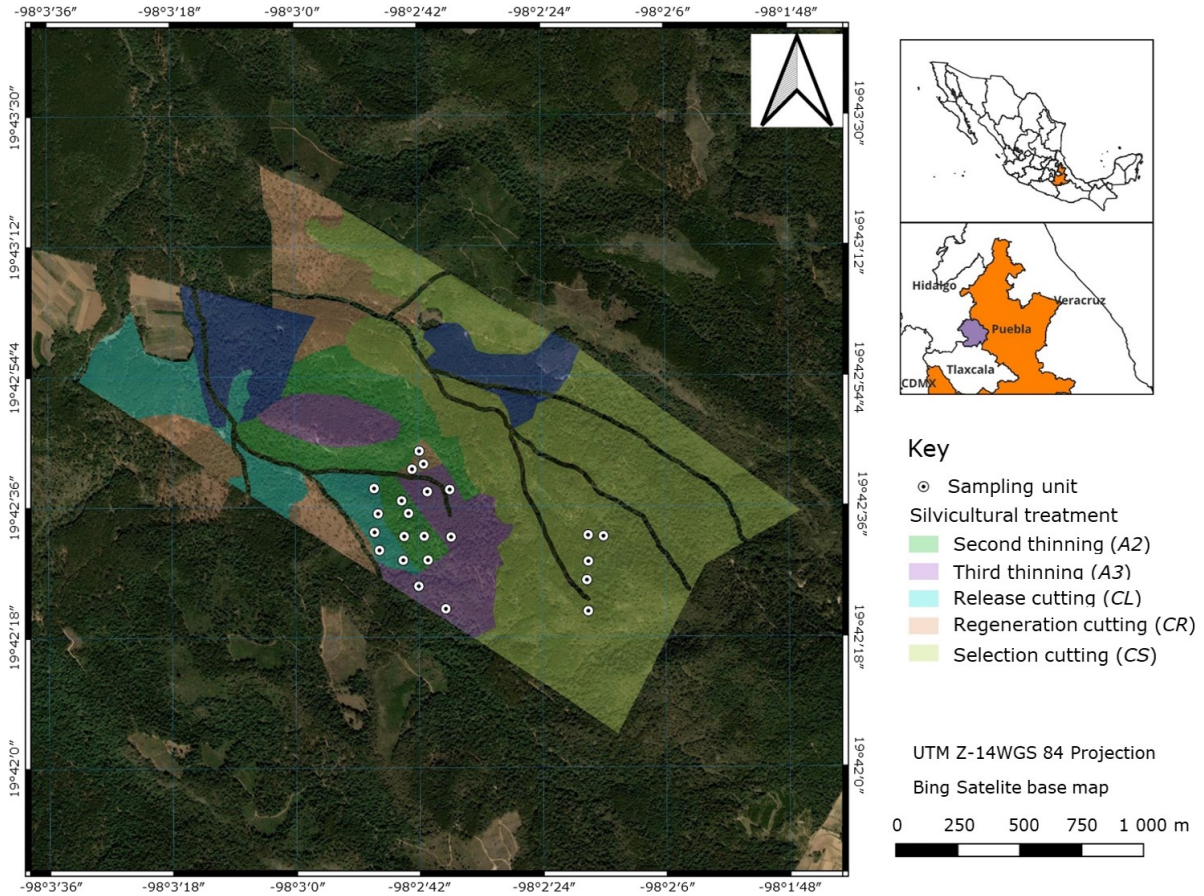 -98°3'36" -98°3'18" -98°3'0" -98°2'42" -98°2'24" -98°2'6" -98°1'48"
19°43'30" 19°43'30"
19°43'12" 19°43'12"
19°42'54"4 19°42'54"4
19°42'36" 19°42'36"
19°42'18" 19°42'18"
19°42'0" 19°42'0"
-98°3'36" -98°3'18" -98°3'0" -98°2'42" -98°2'24" -98°2'6" -98°1'48"
Hidalgo
Veracruz
Puebla
Tlaxcala
CDMX
Key
Sampling unit
Silvicultural treatment
Second thinning (A2)
Third thinning (A3)
Release cutting (CL)
Regeneration cutting (CR)
Selection cutting (CS)
UTM Z-14WGS 84 Projection
Bing Satelite base map
0 250 500 750 1 000 m